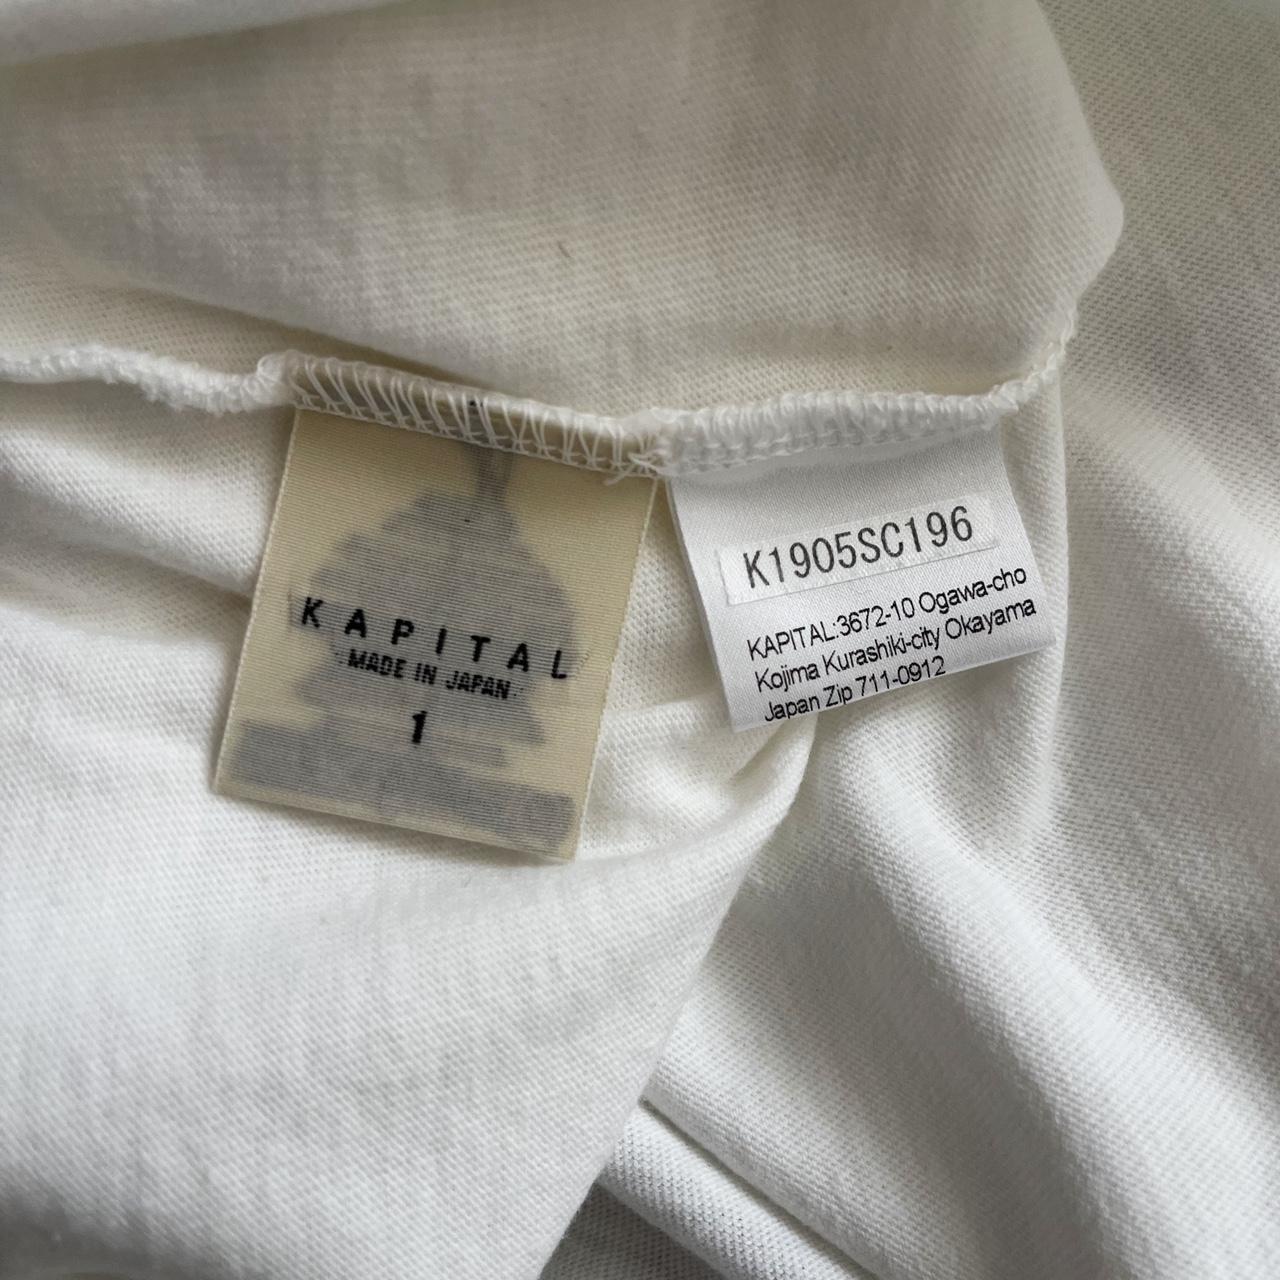 KAPITAL
MADE IN JAPAN
1
K1905SC196
KAPITAL:3672-10 Ogawa-cho
Kojima Kurashiki-city Okayama
Japan Zip 711-0912